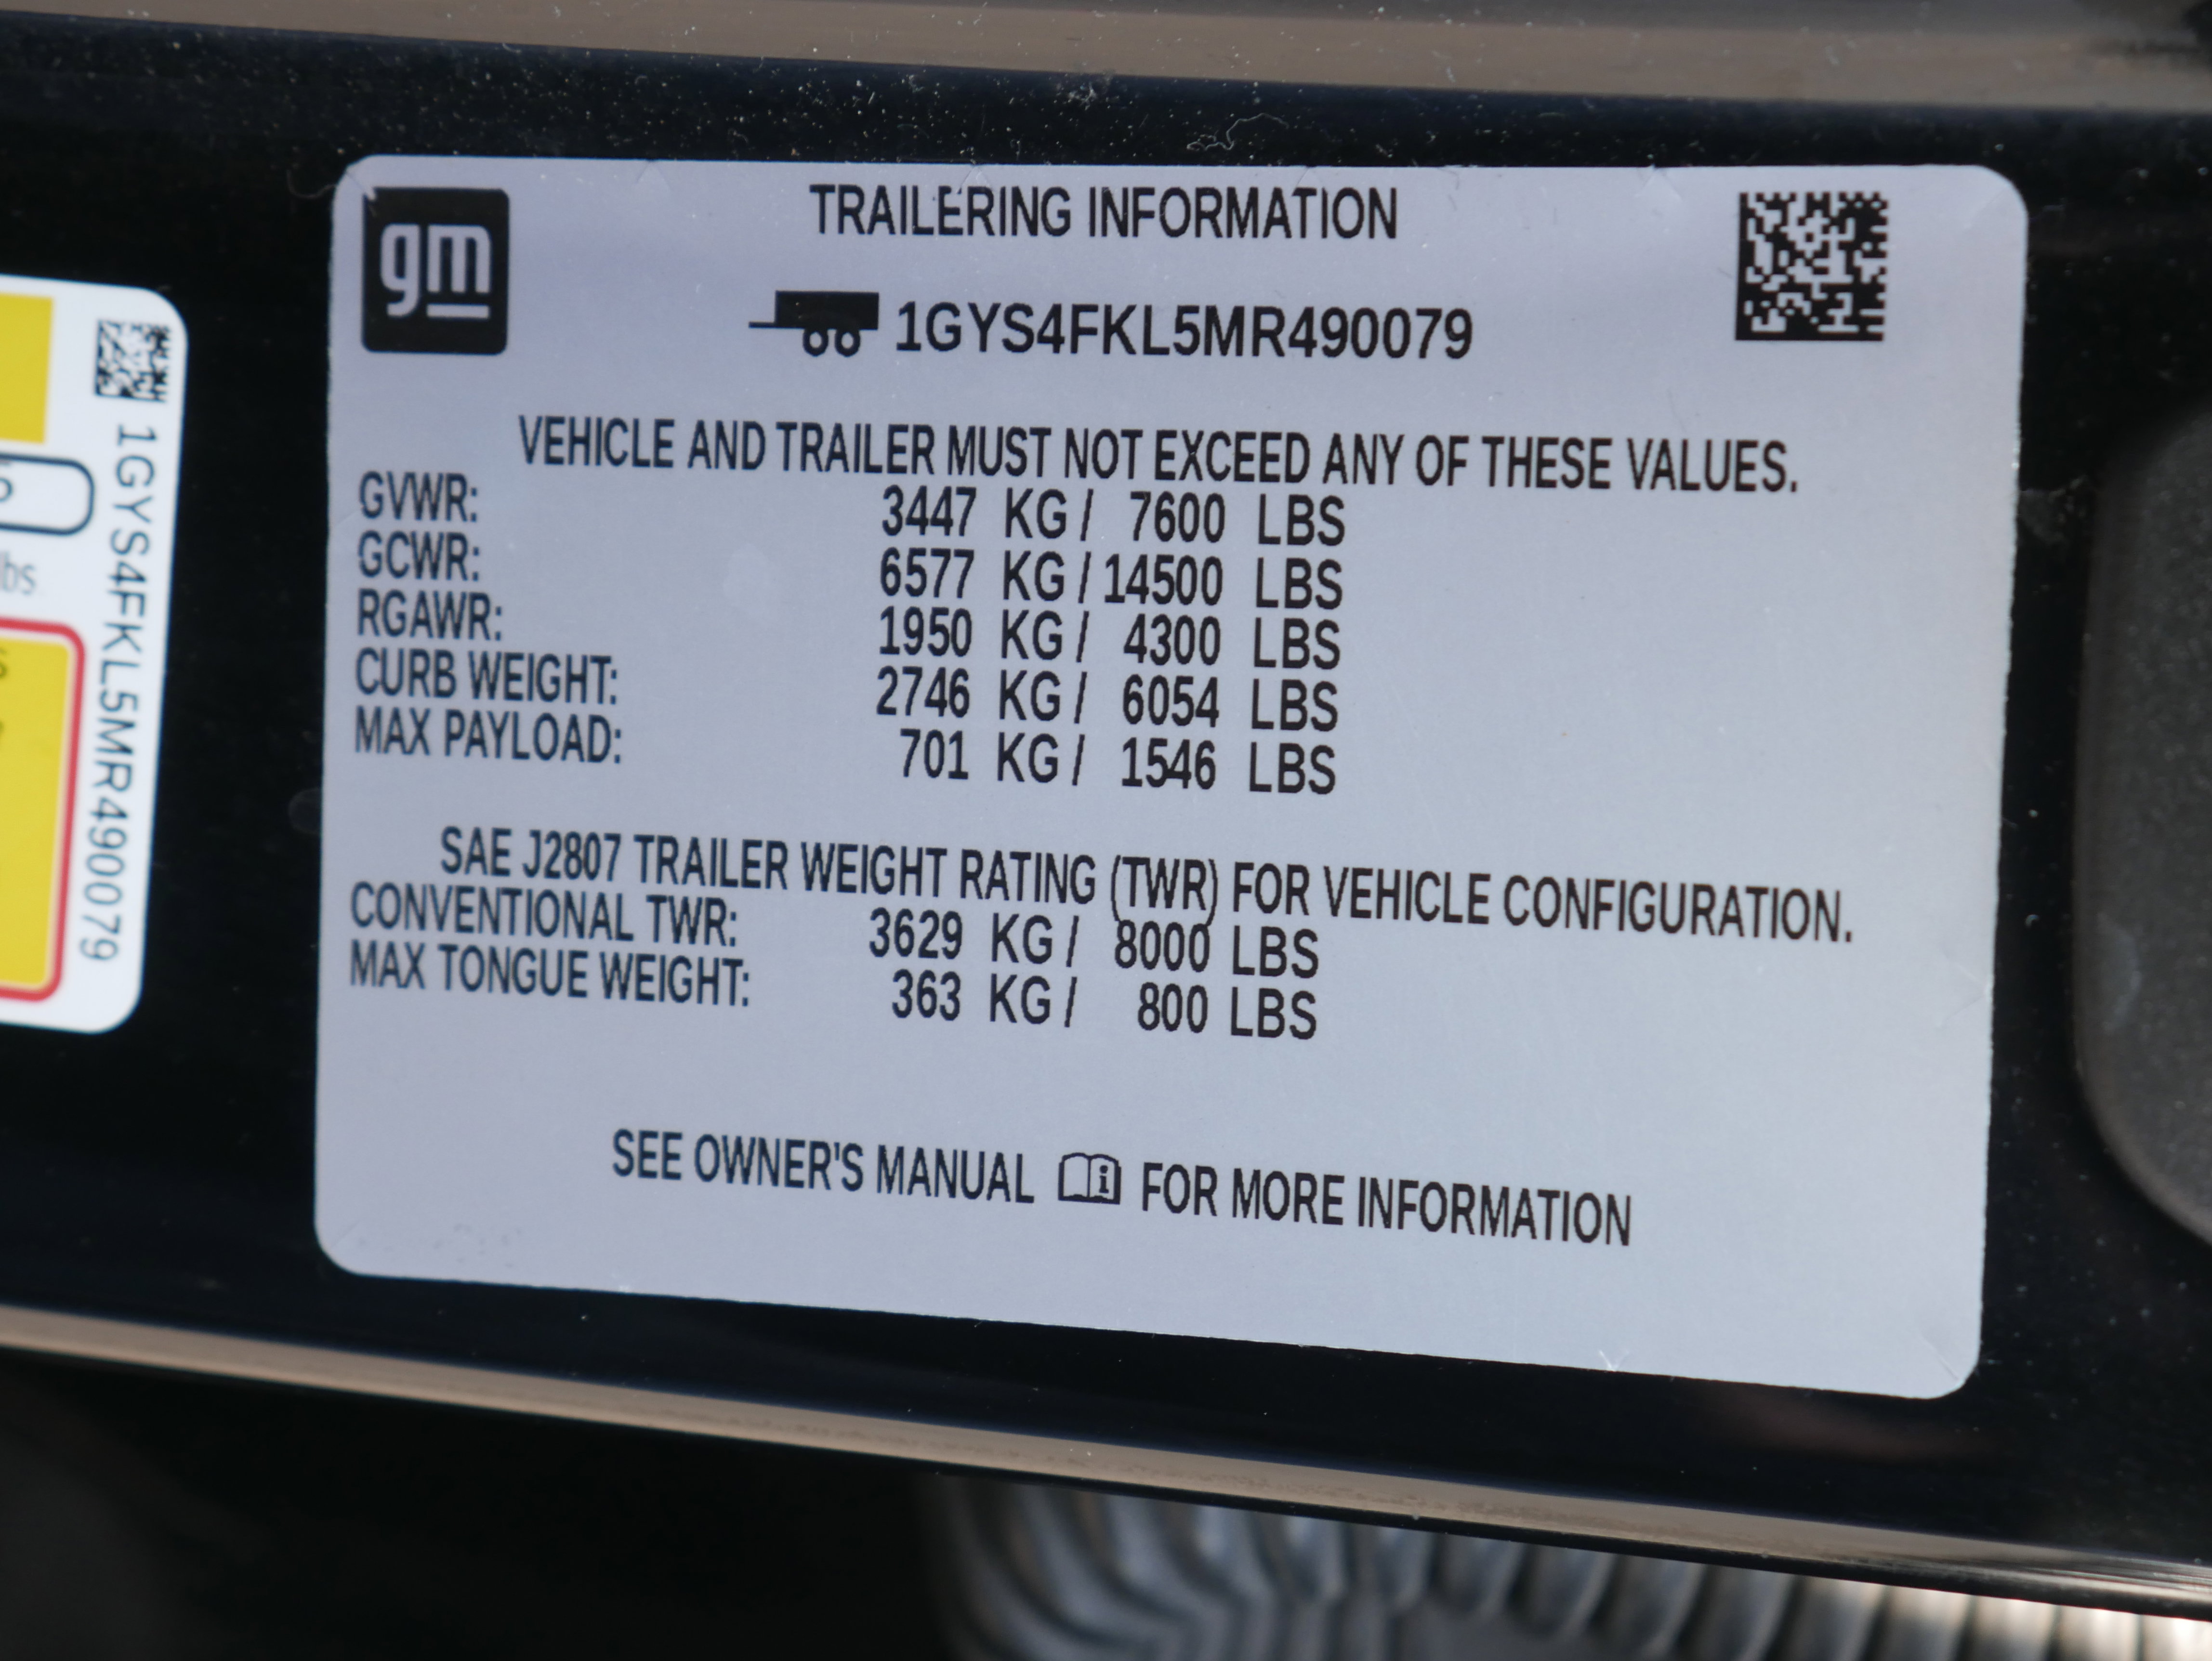 gm
TRAILERING INFORMATION
1GYS4FKL5MR490079
VEHICLE AND TRAILER MUST NOT EXCEED ANY OF THESE VALUES.
GVWR: 3447 KG / 7600 LBS
GCWR: 6577 KG / 14500 LBS
RGAWR: 1950 KG / 4300 LBS
CURB WEIGHT: 2746 KG / 6054 LBS
MAX PAYLOAD: 701 KG / 1546 LBS
SAE J2807 TRAILER WEIGHT RATING (TWR) FOR VEHICLE CONFIGURATION.
CONVENTIONAL TWR: 3629 KG / 8000 LBS
MAX TONGUE WEIGHT: 363 KG / 800 LBS
SEE OWNER'S MANUAL FOR MORE INFORMATION
1GYS4FKL5MR490079
lbs